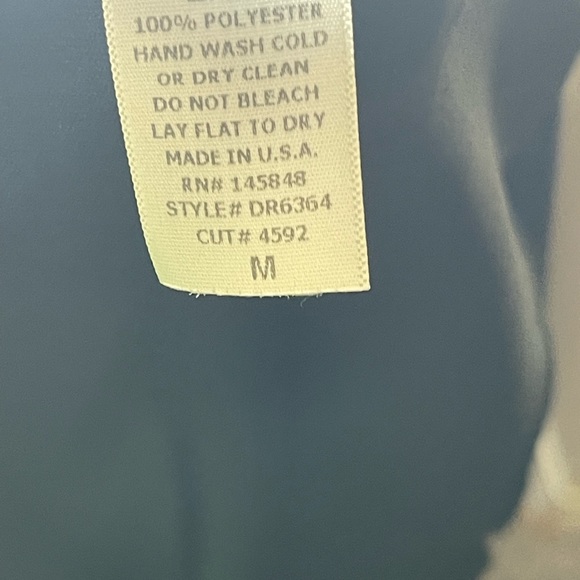 100% POLYESTER
HAND WASH COLD
OR DRY CLEAN
DO NOT BLEACH
LAY FLAT TO DRY
MADE IN U.S.A.
RN# 145848
STYLE# DR6364
CUT# 4592
M